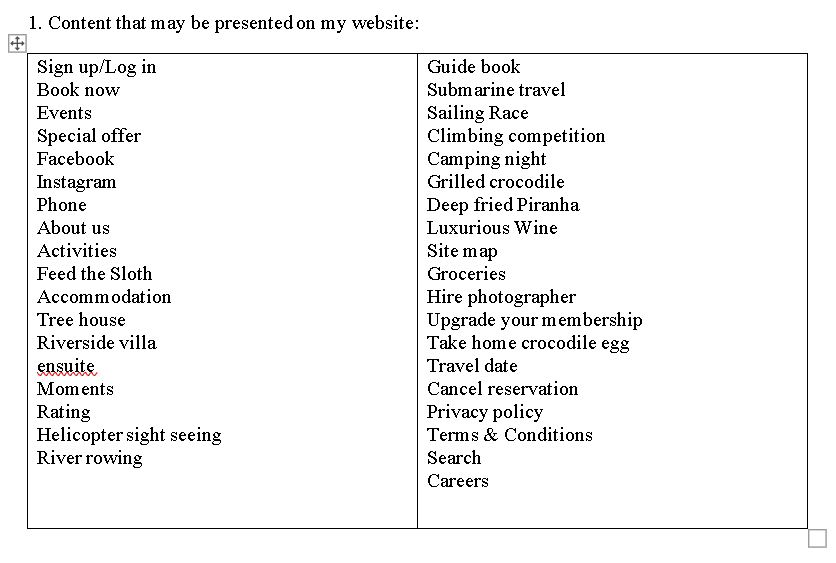 1. Content that may be presented on my website:
Sign up/Log in
Book now
Events
Special offer
Facebook
Instagram
Phone
About us
Activities
Feed the Sloth
Accommodation
Tree house
Riverside villa
ensuite
Moments
Rating
Helicopter sight seeing
River rowing
Guide book
Submarine travel
Sailing Race
Climbing competition
Camping night
Grilled crocodile
Deep fried Piranha
Luxurious Wine
Site map
Groceries
Hire photographer
Upgrade your membership
Take home crocodile egg
Travel date
Cancel reservation
Privacy policy
Terms & Conditions
Search
Careers